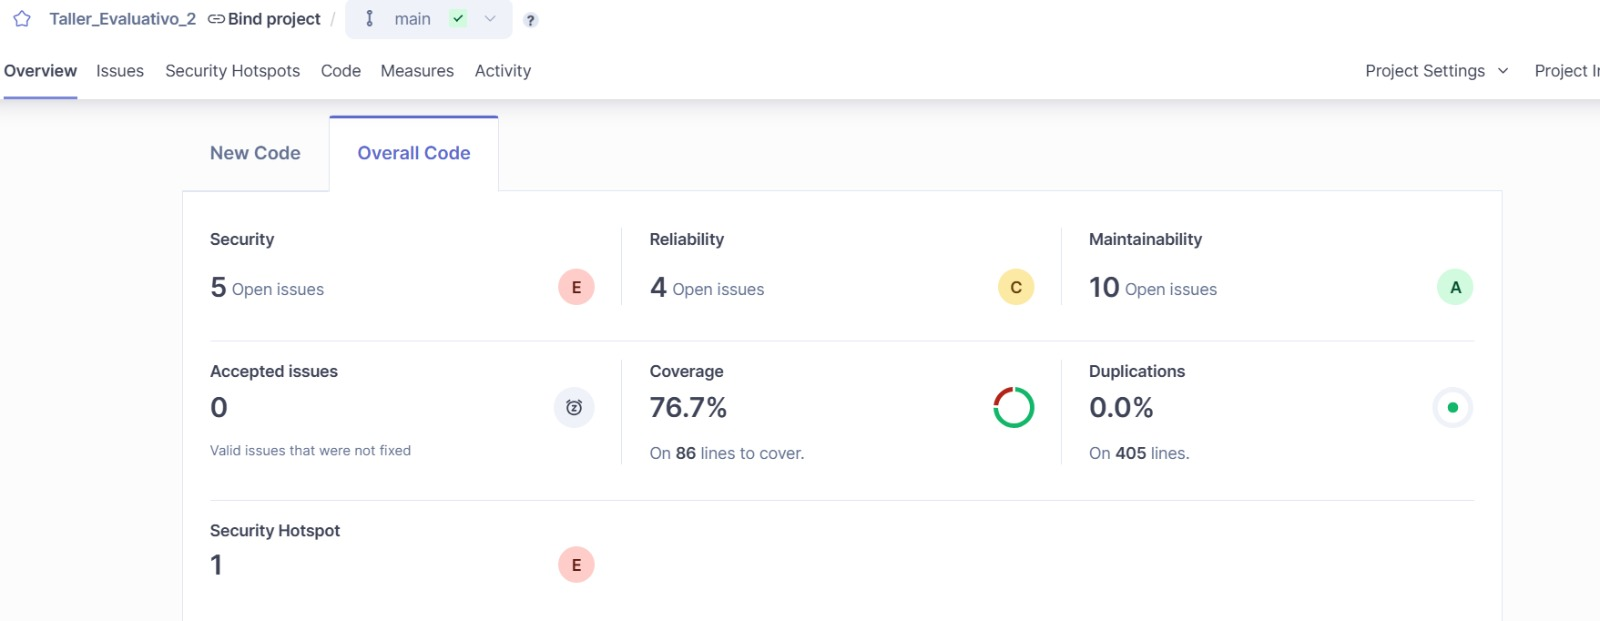 Taller_Evaluativo_2 Bind project / main ?
Overview Issues Security Hotspots Code Measures Activity Project Settings Project
New Code Overall Code
Security Reliability Maintainability
5 Open issues E 4 Open issues C 10 Open issues A
Accepted issues Coverage Duplications
0 76.7% 0.0%
Valid issues that were not fixed On 86 lines to cover. On 405 lines.
Security Hotspot
1 E